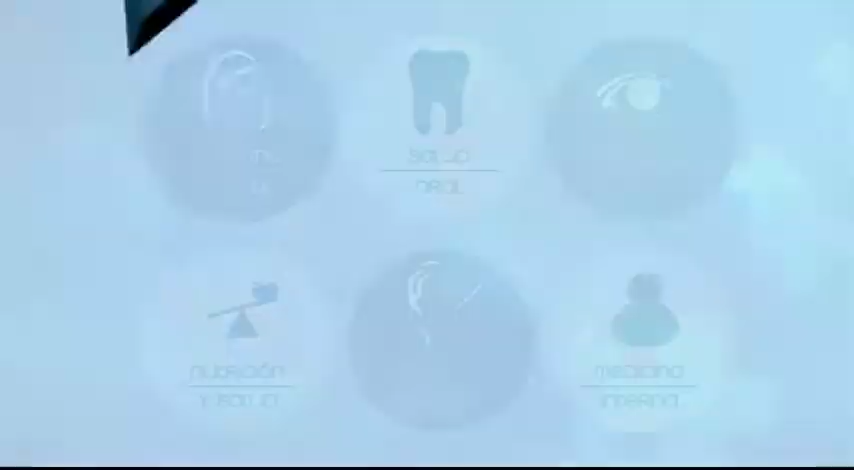 salud
oral
nutrición
y salud
medicina
interna